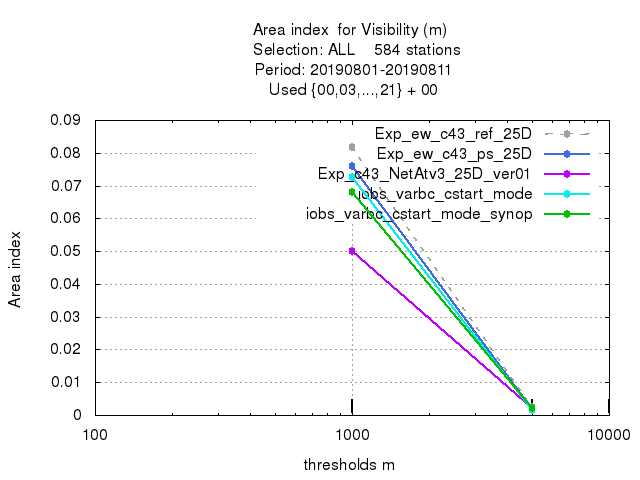 Area index  for Visibility (m)
Selection: ALL    584 stations
Period: 20190801-20190811
Used {00,03,...,21} + 00
0.09
0.08
0.07
0.06
0.05
0.04
0.03
0.02
0.01
0
Area index
Exp_ew_c43_ref_25D
Exp_ew_c43_ps_25D
Exp_c43_NetAtv3_25D_ver01
iobs_varbc_cstart_mode
iobs_varbc_cstart_mode_synop
100
1000
10000
thresholds m